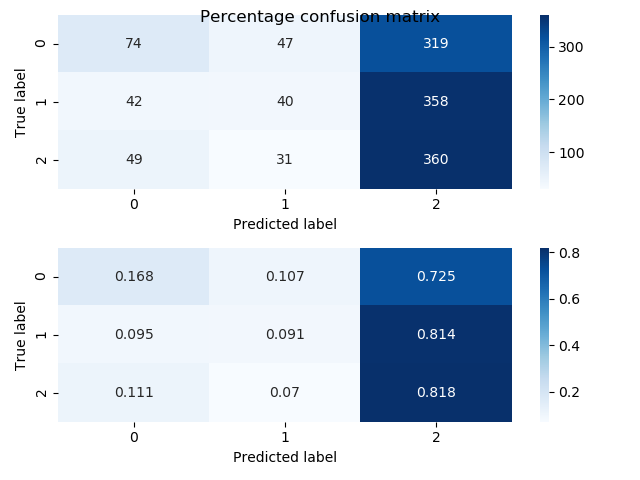 Percentage confusion matrix
0 74 47 319
1 42 40 358
2 49 31 360
True label
0 1 2
Predicted label
300
200
100
0 0.168 0.107 0.725
1 0.095 0.091 0.814
2 0.111 0.07 0.818
True label
0 1 2
Predicted label
0.8
0.6
0.4
0.2